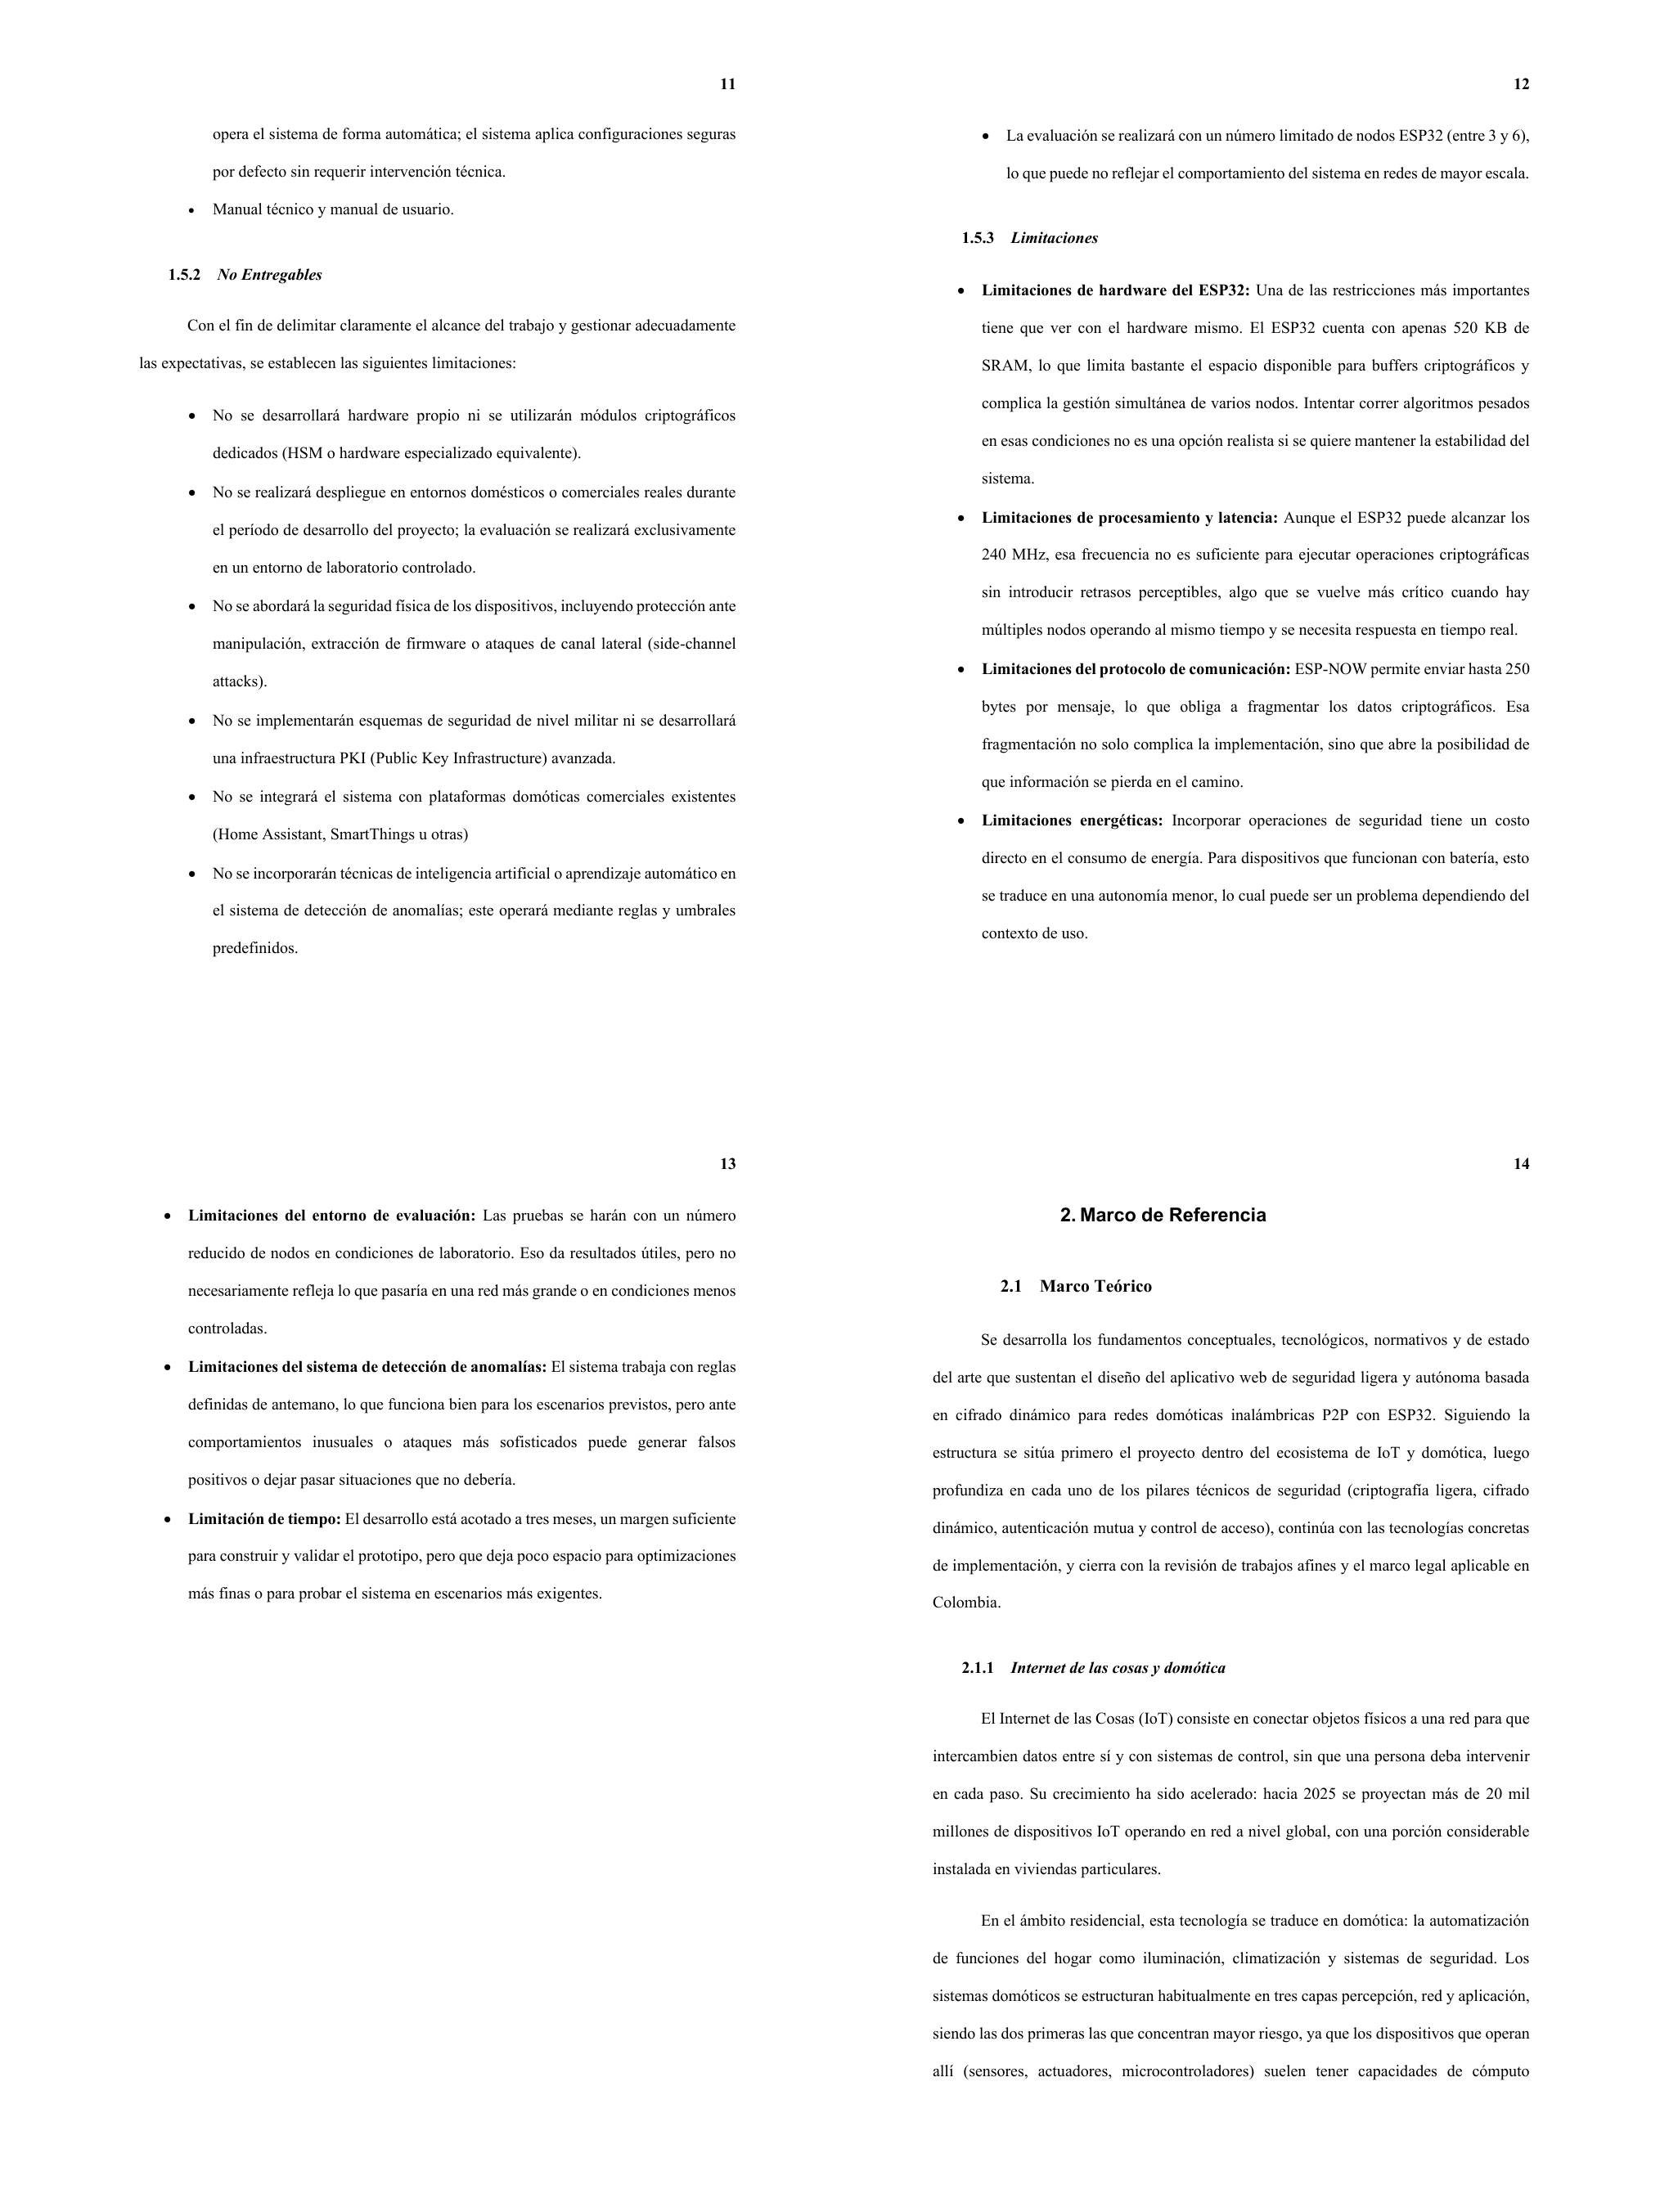 11
opera el sistema de forma automática; el sistema aplica configuraciones seguras
por defecto sin requerir intervención técnica.
• Manual técnico y manual de usuario.
1.5.2 No Entregables
Con el fin de delimitar claramente el alcance del trabajo y gestionar adecuadamente
las expectativas, se establecen las siguientes limitaciones:
• No se desarrollará hardware propio ni se utilizarán módulos criptográficos
dedicados (HSM o hardware especializado equivalente).
• No se realizará despliegue en entornos domésticos o comerciales reales durante
el período de desarrollo del proyecto; la evaluación se realizará exclusivamente
en un entorno de laboratorio controlado.
• No se abordará la seguridad física de los dispositivos, incluyendo protección ante
manipulación, extracción de firmware o ataques de canal lateral (side-channel
attacks).
• No se implementarán esquemas de seguridad de nivel militar ni se desarrollará
una infraestructura PKI (Public Key Infrastructure) avanzada.
• No se integrará el sistema con plataformas domóticas comerciales existentes
(Home Assistant, SmartThings u otras)
• No se incorporarán técnicas de inteligencia artificial o aprendizaje automático en
el sistema de detección de anomalías; este operará mediante reglas y umbrales
predefinidos.
12
• La evaluación se realizará con un número limitado de nodos ESP32 (entre 3 y 6),
lo que puede no reflejar el comportamiento del sistema en redes de mayor escala.
1.5.3 Limitaciones
• Limitaciones de hardware del ESP32: Una de las restricciones más importantes
tiene que ver con el hardware mismo. El ESP32 cuenta con apenas 520 KB de
SRAM, lo que limita bastante el espacio disponible para buffers criptográficos y
complica la gestión simultánea de varios nodos. Intentar correr algoritmos pesados
en esas condiciones no es una opción realista si se quiere mantener la estabilidad del
sistema.
• Limitaciones de procesamiento y latencia: Aunque el ESP32 puede alcanzar los
240 MHz, esa frecuencia no es suficiente para ejecutar operaciones criptográficas
sin introducir retrasos perceptibles, algo que se vuelve más crítico cuando hay
múltiples nodos operando al mismo tiempo y se necesita respuesta en tiempo real.
• Limitaciones del protocolo de comunicación: ESP-NOW permite enviar hasta 250
bytes por mensaje, lo que obliga a fragmentar los datos criptográficos. Esa
fragmentación no solo complica la implementación, sino que abre la posibilidad de
que información se pierda en el camino.
• Limitaciones energéticas: Incorporar operaciones de seguridad tiene un costo
directo en el consumo de energía. Para dispositivos que funcionan con batería, esto
se traduce en una autonomía menor, lo cual puede ser un problema dependiendo del
contexto de uso.
13
• Limitaciones del entorno de evaluación: Las pruebas se harán con un número
reducido de nodos en condiciones de laboratorio. Eso da resultados útiles, pero no
necesariamente refleja lo que pasaría en una red más grande o en condiciones menos
controladas.
• Limitaciones del sistema de detección de anomalías: El sistema trabaja con reglas
definidas de antemano, lo que funciona bien para los escenarios previstos, pero ante
comportamientos inusuales o ataques más sofisticados puede generar falsos
positivos o dejar pasar situaciones que no debería.
• Limitación de tiempo: El desarrollo está acotado a tres meses, un margen suficiente
para construir y validar el prototipo, pero que deja poco espacio para optimizaciones
más finas o para probar el sistema en escenarios más exigentes.
14
2. Marco de Referencia
2.1 Marco Teórico
Se desarrolla los fundamentos conceptuales, tecnológicos, normativos y de estado
del arte que sustentan el diseño del aplicativo web de seguridad ligera y autónoma basada
en cifrado dinámico para redes domóticas inalámbricas P2P con ESP32. Siguiendo la
estructura se sitúa primero el proyecto dentro del ecosistema de IoT y domótica, luego
profundiza en cada uno de los pilares técnicos de seguridad (criptografía ligera, cifrado
dinámico, autenticación mutua y control de acceso), continúa con las tecnologías concretas
de implementación, y cierra con la revisión de trabajos afines y el marco legal aplicable en
Colombia.
2.1.1 Internet de las cosas y domótica
El Internet de las Cosas (IoT) consiste en conectar objetos físicos a una red para que
intercambien datos entre sí y con sistemas de control, sin que una persona deba intervenir
en cada paso. Su crecimiento ha sido acelerado: hacia 2025 se proyectan más de 20 mil
millones de dispositivos IoT operando en red a nivel global, con una porción considerable
instalada en viviendas particulares.
En el ámbito residencial, esta tecnología se traduce en domótica: la automatización
de funciones del hogar como iluminación, climatización y sistemas de seguridad. Los
sistemas domóticos se estructuran habitualmente en tres capas percepción, red y aplicación,
siendo las dos primeras las que concentran mayor riesgo, ya que los dispositivos que operan
allí (sensores, actuadores, microcontroladores) suelen tener capacidades de cómputo